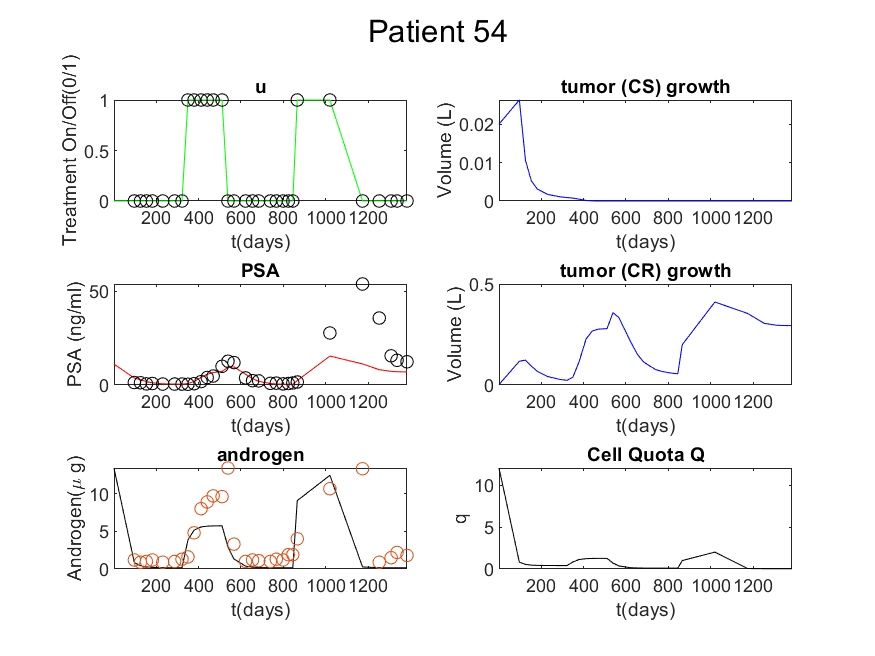 Patient 54
u
Treatment On/Off(0/1)
1
0.5
0
200 400 600 800 1000 1200
t(days)
tumor (CS) growth
Volume (L)
0.02
0.01
0
200 400 600 800 1000 1200
t(days)
PSA
PSA (ng/ml)
50
0
200 400 600 800 1000 1200
t(days)
tumor (CR) growth
Volume (L)
0.5
0
200 400 600 800 1000 1200
t(days)
androgen
Androgen(μ g)
10
5
0
200 400 600 800 1000 1200
t(days)
Cell Quota Q
q
10
5
0
200 400 600 800 1000 1200
t(days)